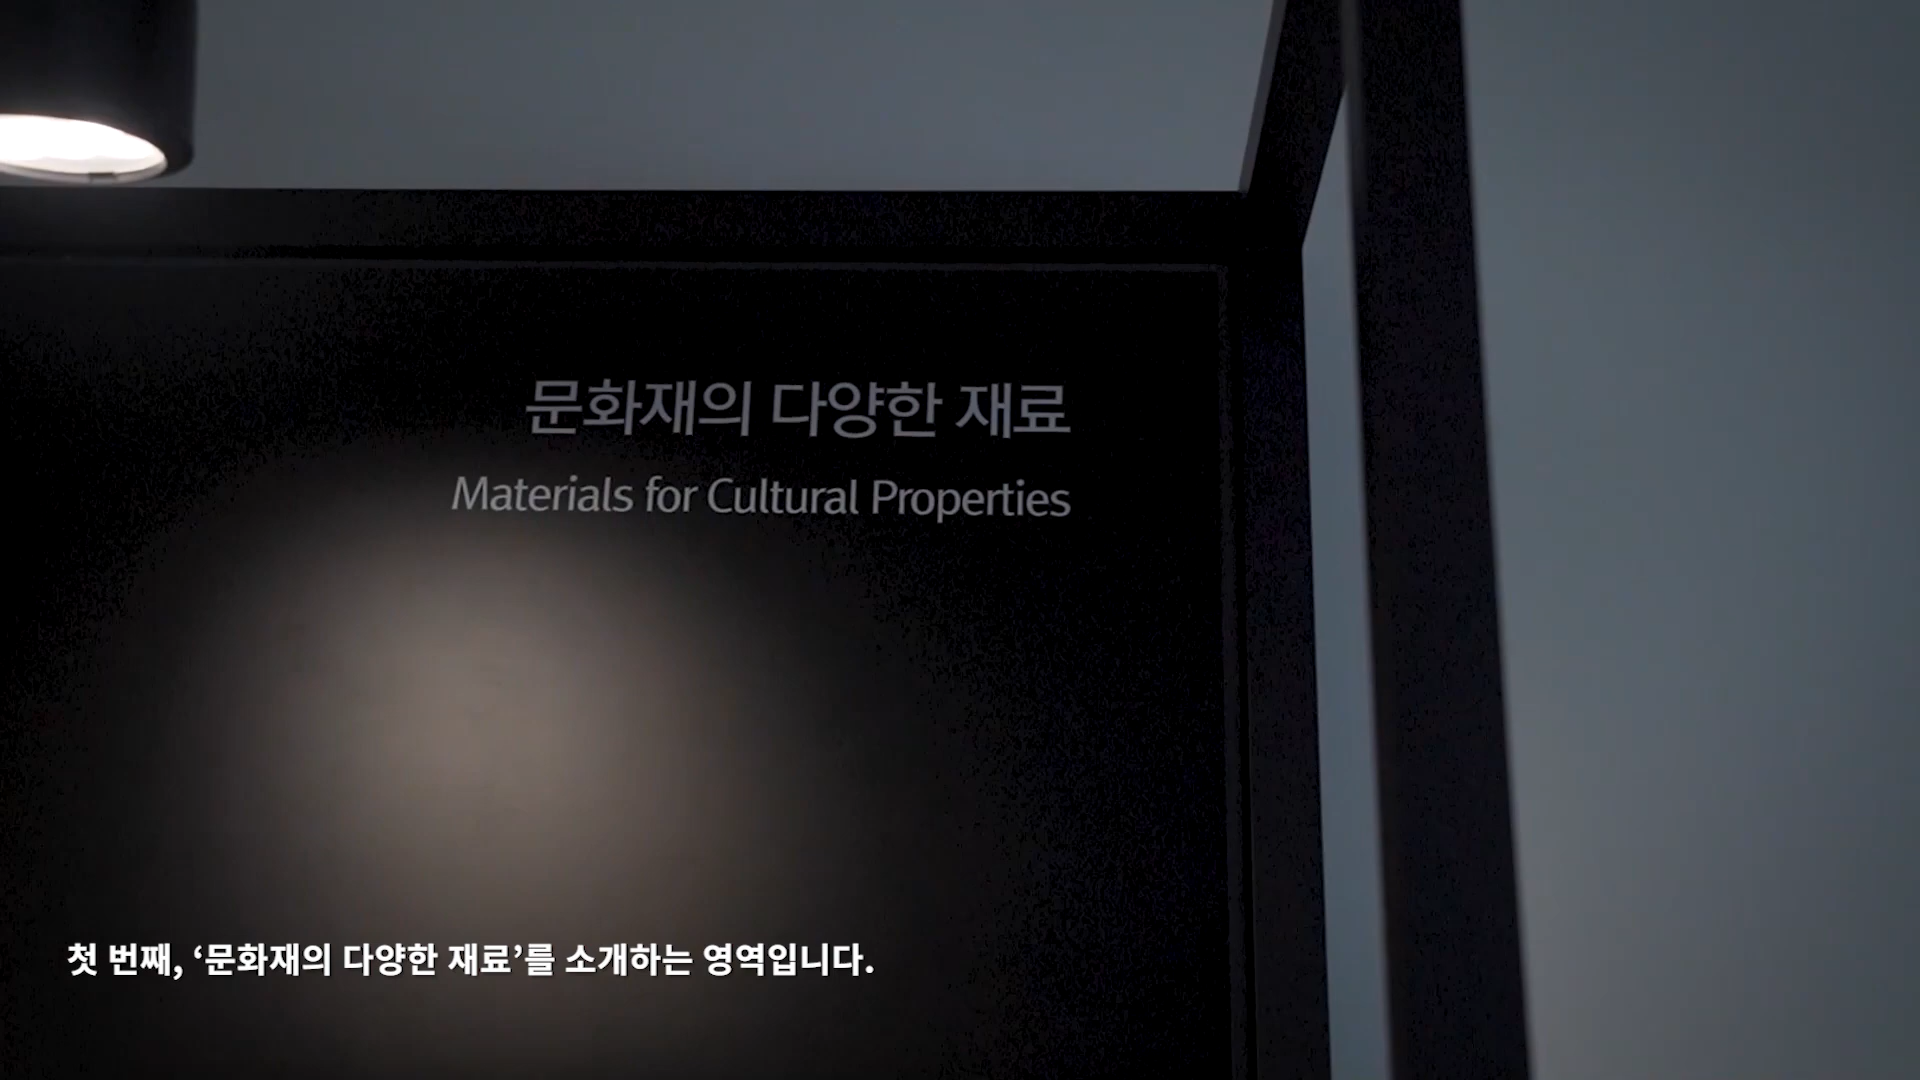 문화재의 다양한 재료
Materials for Cultural Properties
첫 번째, ‘문화재의 다양한 재료’를 소개하는 영역입니다.